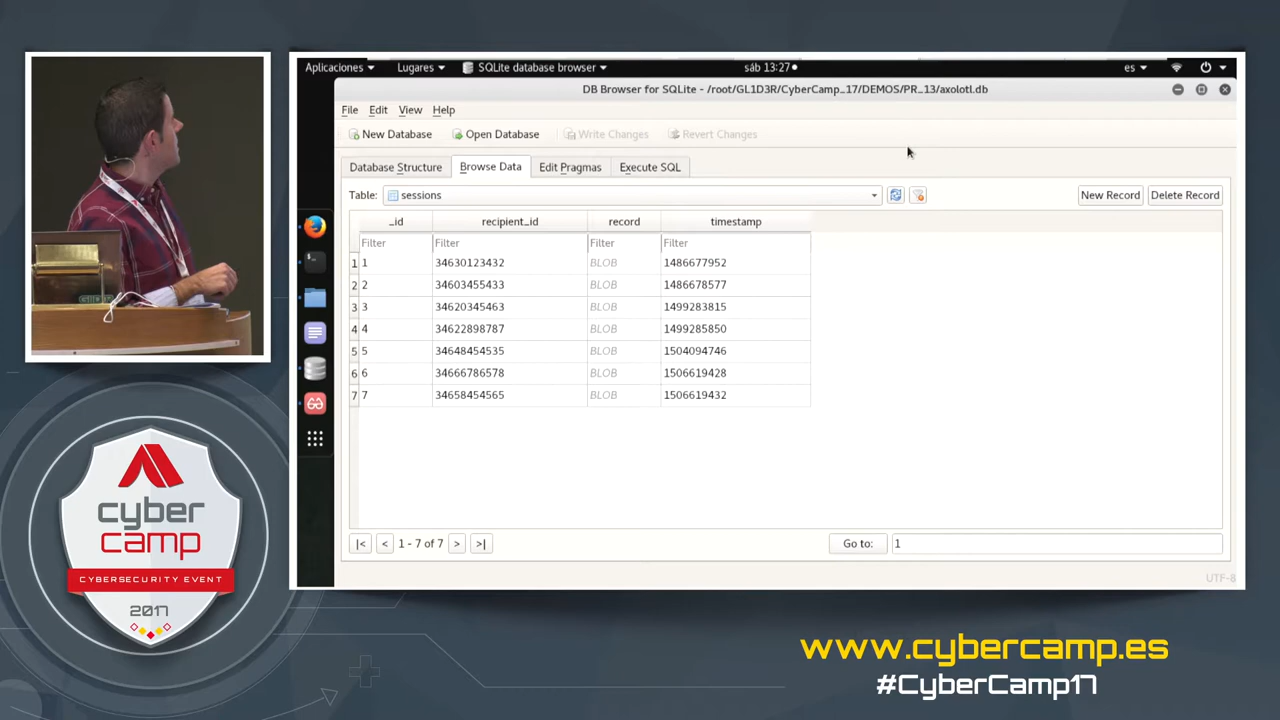 Aplicaciones Lugares SQLite database browser sáb 13:27 es
DB Browser for SQLite - /root/GL1D3R/CyberCamp_17/DEMOS/PR_13/axolotl.db
File Edit View Help
New Database Open Database Write Changes Revert Changes
Database Structure Browse Data Edit Pragmas Execute SQL
Table: sessions New Record Delete Record
_id recipient_id record timestamp
Filter Filter Filter Filter
1 1 34630123432 BLOB 1486677952
2 2 34603455433 BLOB 1486678577
3 3 34620345463 BLOB 1499283815
4 4 34622898787 BLOB 1499285850
5 5 34648454535 BLOB 1504094746
6 6 34666786578 BLOB 1506619428
7 7 34658454565 BLOB 1506619432
|< < 1 - 7 of 7 > >| Go to: 1
UTF-8
cyber
camp
CYBERSECURITY EVENT
2017
www.cybercamp.es
#CyberCamp17